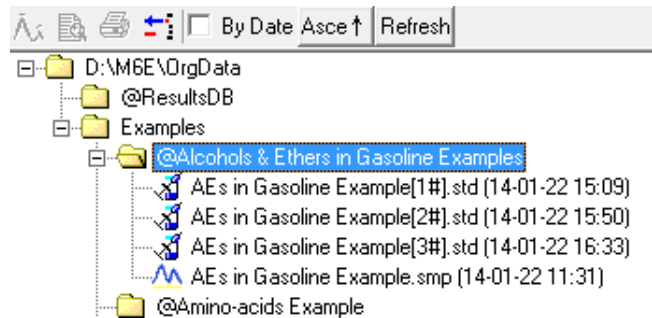 By Date Asce↑ Refresh
D:\M6E\OrgData
@ResultsDB
Examples
@Alcohols & Ethers in Gasoline Examples
AEs in Gasoline Example[1#].std (14-01-22 15:09)
AEs in Gasoline Example[2#].std (14-01-22 15:50)
AEs in Gasoline Example[3#].std (14-01-22 16:33)
AEs in Gasoline Example.smp (14-01-22 11:31)
@Amino-acids Example